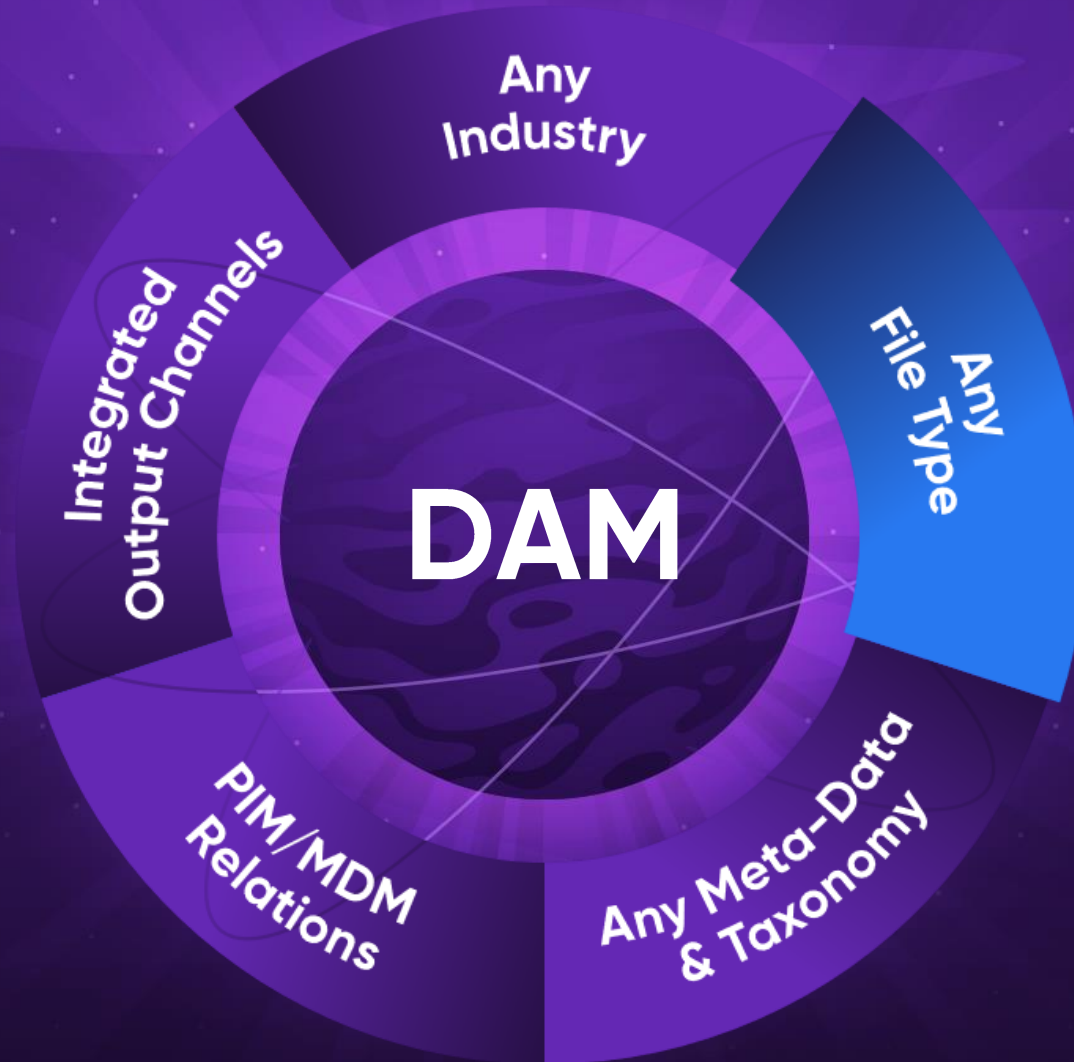 Any
Industry
Any
File Type
Any Meta-Data
& Taxonomy
PIM/MDM
Relations
Integrated
Output Channels
DAM